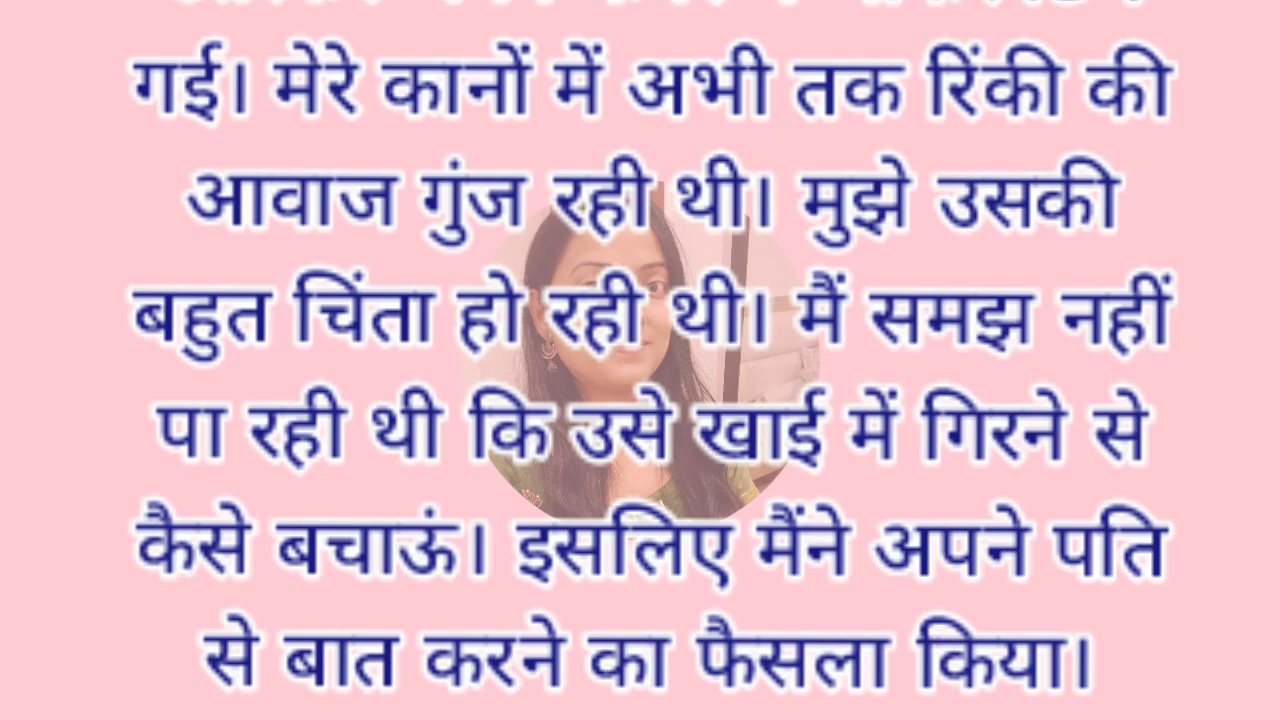 गई। मेरे कानों में अभी तक रिंकी की
आवाज गुंज रही थी। मुझे उसकी
बहुत चिंता हो रही थी। मैं समझ नहीं
पा रही थी कि उसे खाई में गिरने से
कैसे बचाऊं। इसलिए मैंने अपने पति
से बात करने का फैसला किया।